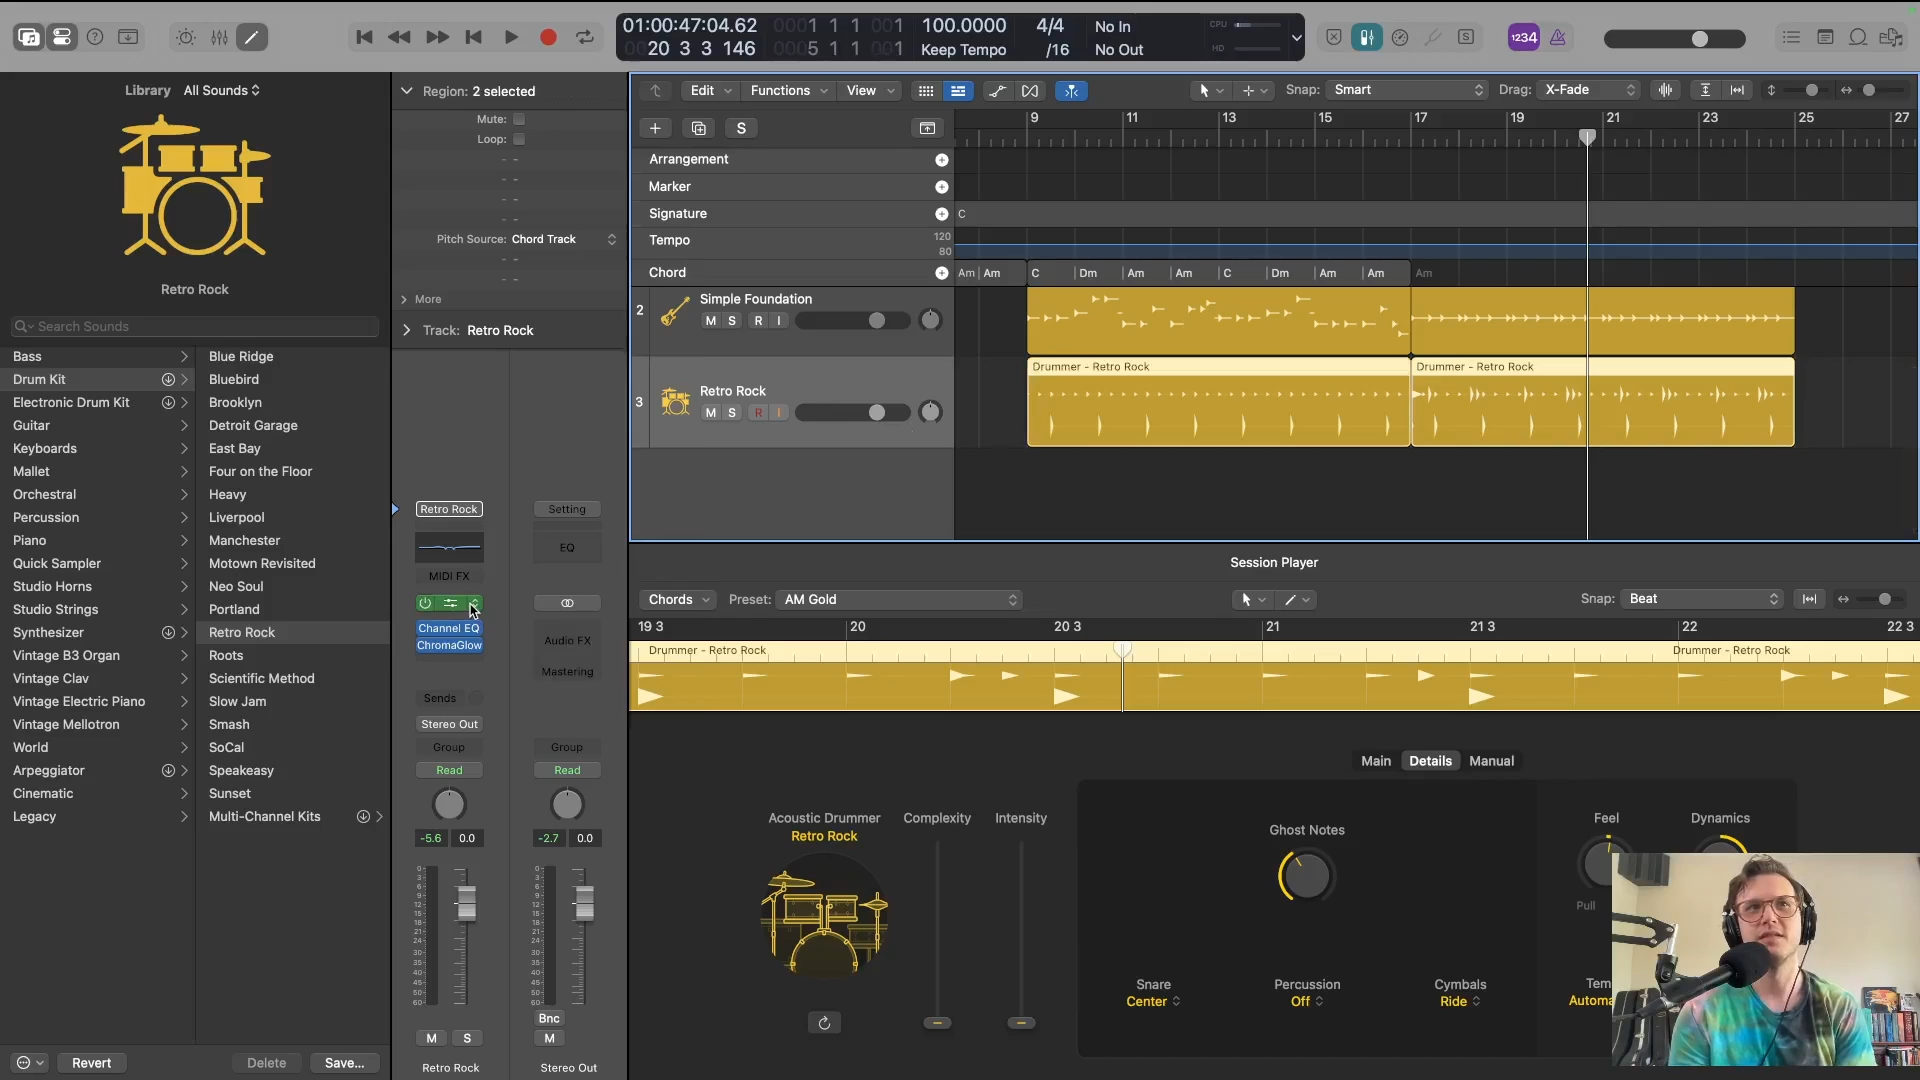 01:00:47:04.62
20 3 3 146
0001 1 1 001
0005 1 1 001
100.0000
Keep Tempo
4/4
/16
No In
No Out
CPU
HD
1234
Library All Sounds
Retro Rock
Search Sounds
Bass
Drum Kit
Electronic Drum Kit
Guitar
Keyboards
Mallet
Orchestral
Percussion
Piano
Quick Sampler
Studio Horns
Studio Strings
Synthesizer
Vintage B3 Organ
Vintage Clav
Vintage Electric Piano
Vintage Mellotron
World
Arpeggiator
Cinematic
Legacy
Blue Ridge
Bluebird
Brooklyn
Detroit Garage
East Bay
Four on the Floor
Heavy
Liverpool
Manchester
Motown Revisited
Neo Soul
Portland
Retro Rock
Roots
Scientific Method
Slow Jam
Smash
SoCal
Speakeasy
Sunset
Multi-Channel Kits
Revert
Delete
Save...
Region: 2 selected
Mute:
Loop:
Pitch Source: Chord Track
More
Track: Retro Rock
Retro Rock
Setting
EQ
MIDI FX
Channel EQ
ChromaGlow
Audio FX
Mastering
Sends
Stereo Out
Group
Group
Read
Read
-5.6 0.0
-2.7 0.0
Bnc
M S
M
Retro Rock
Stereo Out
Edit Functions View
Snap: Smart
Drag: X-Fade
S
9 11 13 15 17 19 21 23 25 27
Arrangement
Marker
Signature
C
Tempo
120
80
Chord
Am Am C Dm Am Am C Dm Am Am Am
2 Simple Foundation
M S R I
3 Retro Rock
M S R I
Drummer - Retro Rock
Drummer - Retro Rock
Session Player
Chords
Preset: AM Gold
Snap: Beat
19 3 20 20 3 21 21 3 22 22 3
Drummer - Retro Rock
Drummer - Retro Rock
Main Details Manual
Acoustic Drummer
Retro Rock
Complexity
Intensity
Ghost Notes
Feel
Dynamics
Pull
Snare
Center
Percussion
Off
Cymbals
Ride
Tem
Automa